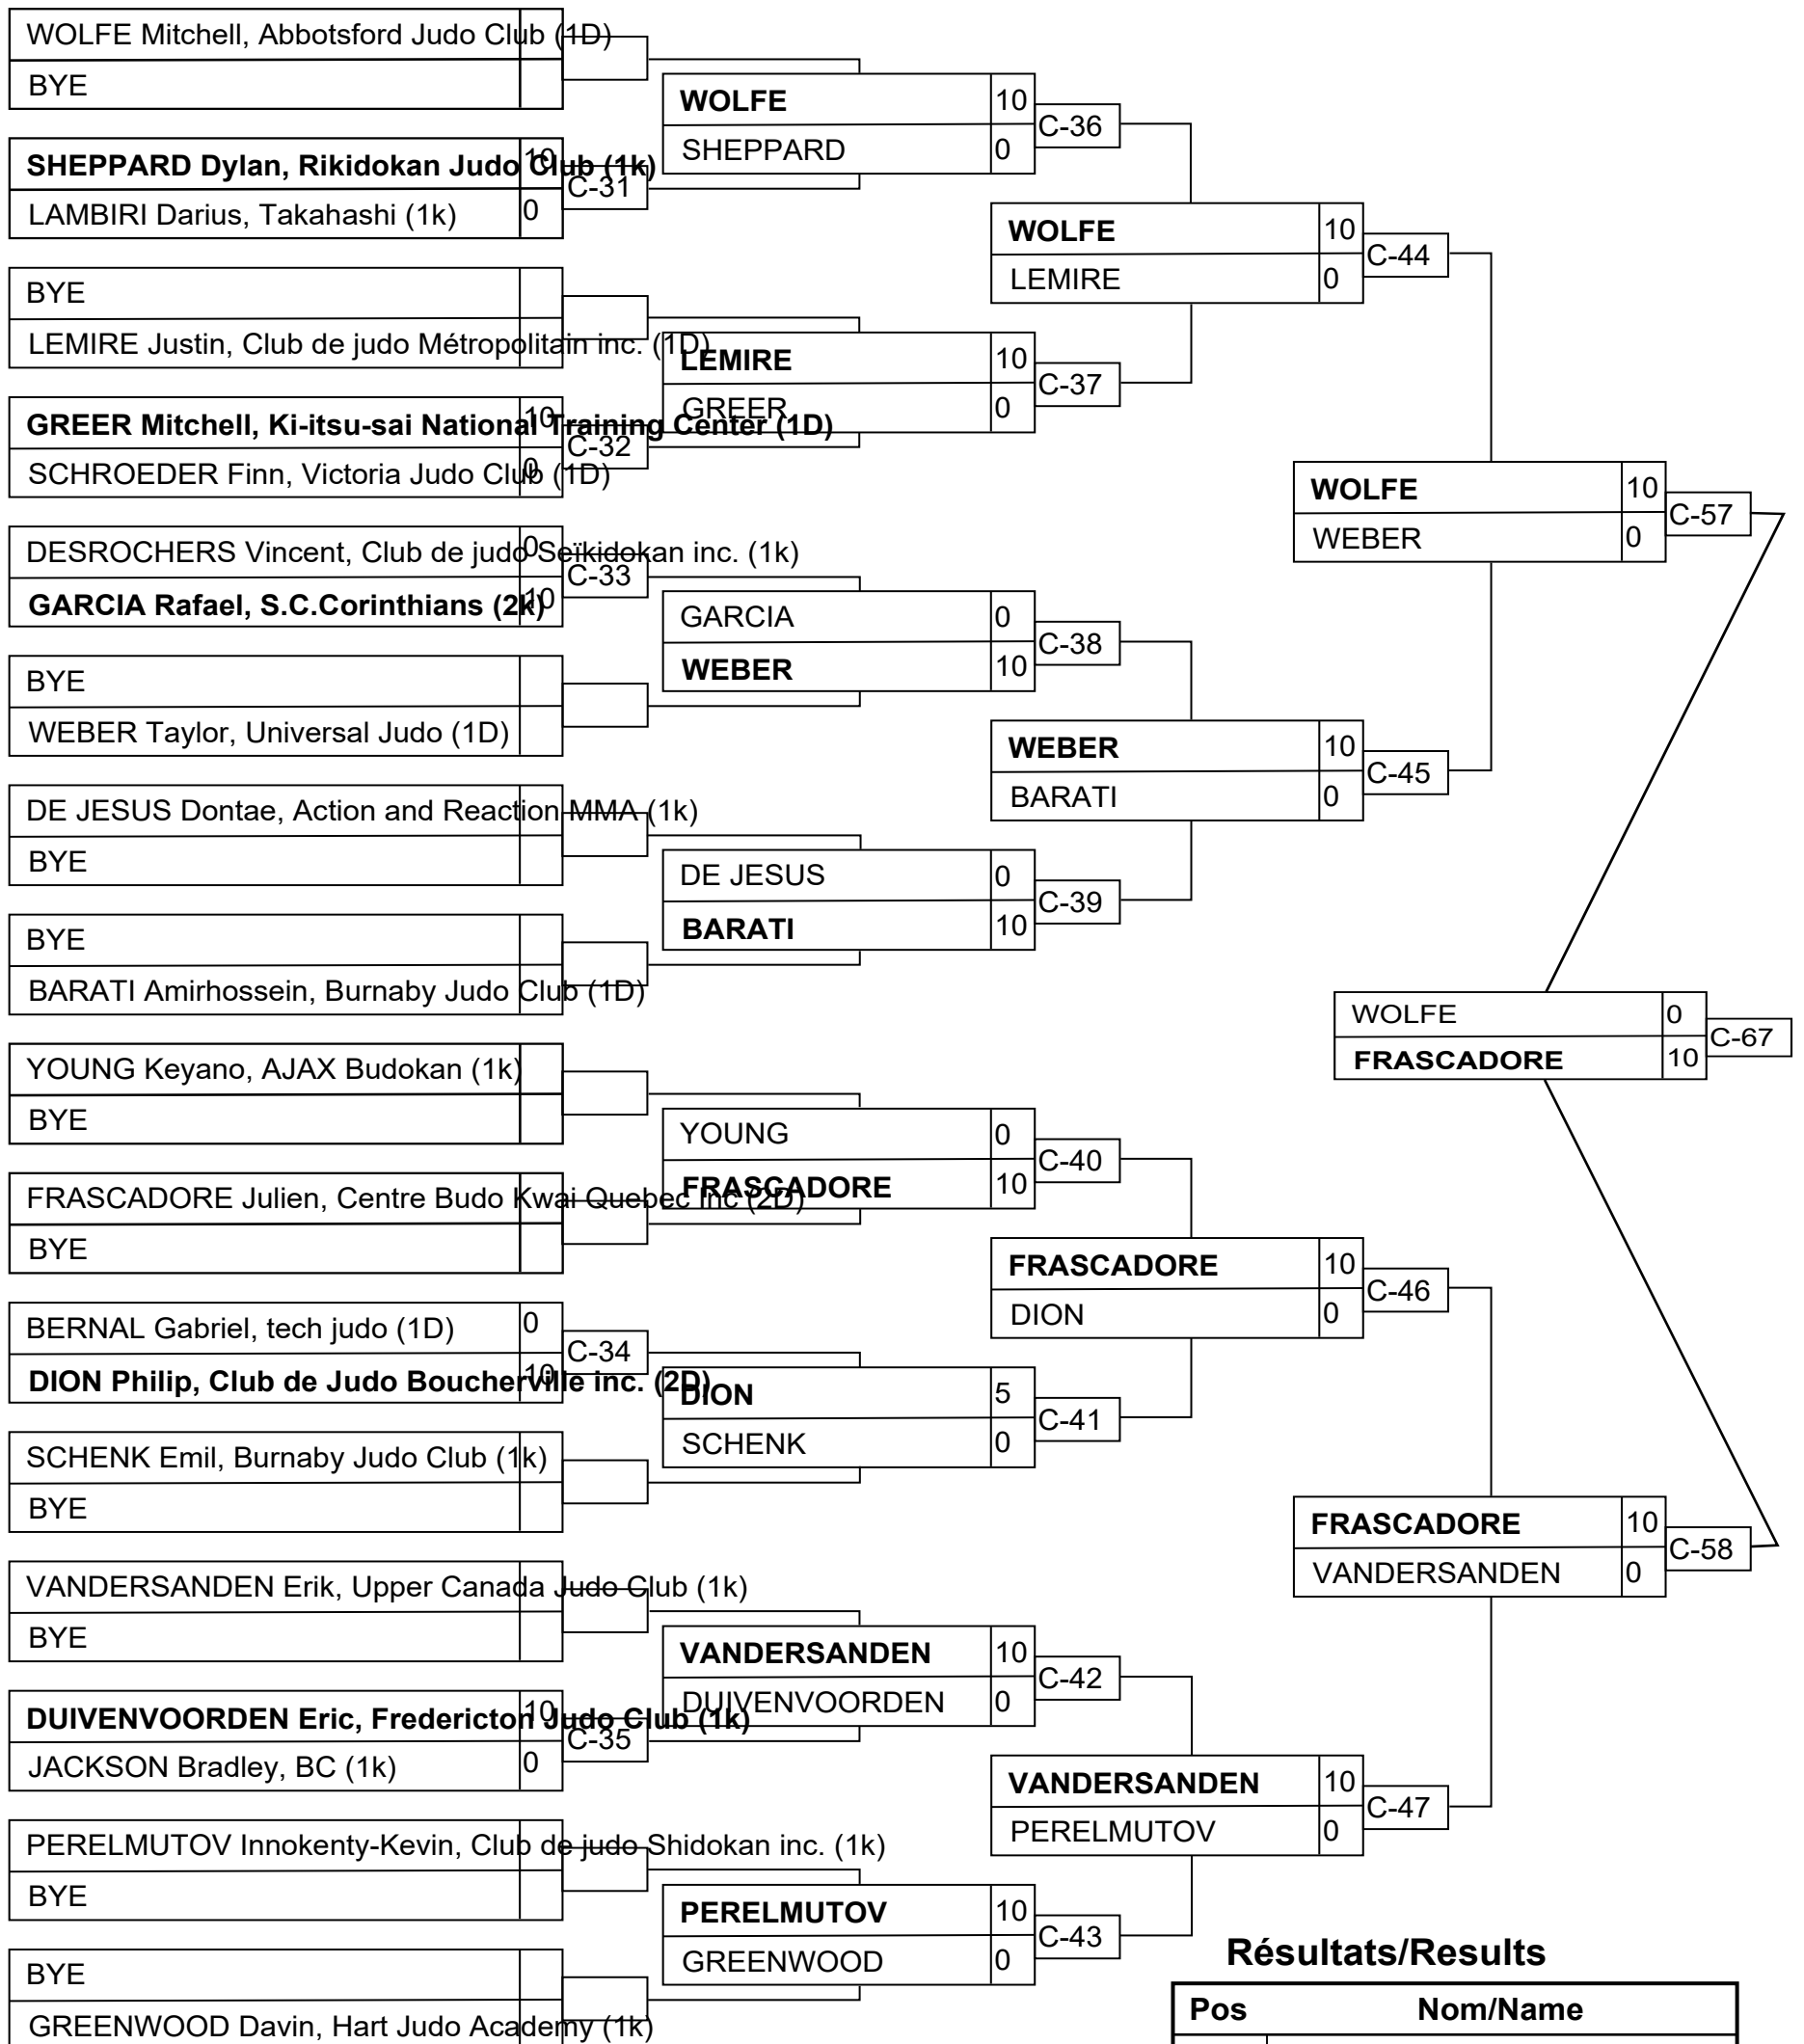 WOLFE Mitchell, Abbotsford Judo Club (1D)
BYE
SHEPPARD Dylan, Rikidokan Judo Club (1k) 10
C-31
LAMBIRI Darius, Takahashi (1k) 0
BYE
LEMIRE Justin, Club de judo Métropolitain inc. (1D)
GREER Mitchell, Ki-itsu-sai National Training Center (1D) 10
C-32
SCHROEDER Finn, Victoria Judo Club (1D) 0
DESROCHERS Vincent, Club de judo Seïkidokan inc. (1k) 0
C-33
GARCIA Rafael, S.C.Corinthians (2k) 10
BYE
WEBER Taylor, Universal Judo (1D)
DE JESUS Dontae, Action and Reaction MMA (1k)
BYE
BYE
BARATI Amirhossein, Burnaby Judo Club (1D)
YOUNG Keyano, AJAX Budokan (1k)
BYE
FRASCADORE Julien, Centre Budo Kwai Quebec Inc (2D)
BYE
BERNAL Gabriel, tech judo (1D) 0
C-34
DION Philip, Club de Judo Boucherville inc. (2D) 10
SCHENK Emil, Burnaby Judo Club (1k)
BYE
VANDERSANDEN Erik, Upper Canada Judo Club (1k)
BYE
DUIVENVOORDEN Eric, Fredericton Judo Club (1k) 10
C-35
JACKSON Bradley, BC (1k) 0
PERELMUTOV Innokenty-Kevin, Club de judo Shidokan inc. (1k)
BYE
BYE
GREENWOOD Davin, Hart Judo Academy (1k)
WOLFE 10
C-36
SHEPPARD 0
LEMIRE 10
C-37
GREER 0
GARCIA 0
C-38
WEBER 10
DE JESUS 0
C-39
BARATI 10
YOUNG 0
C-40
FRASCADORE 10
DION 5
C-41
SCHENK 0
VANDERSANDEN 10
C-42
DUIVENVOORDEN 0
PERELMUTOV 10
C-43
GREENWOOD 0
WOLFE 10
C-44
LEMIRE 0
WEBER 10
C-45
BARATI 0
FRASCADORE 10
C-46
DION 0
VANDERSANDEN 10
C-47
PERELMUTOV 0
WOLFE 10
C-57
WEBER 0
FRASCADORE 10
C-58
VANDERSANDEN 0
WOLFE 0
C-67
FRASCADORE 10
Résultats/Results
Pos Nom/Name